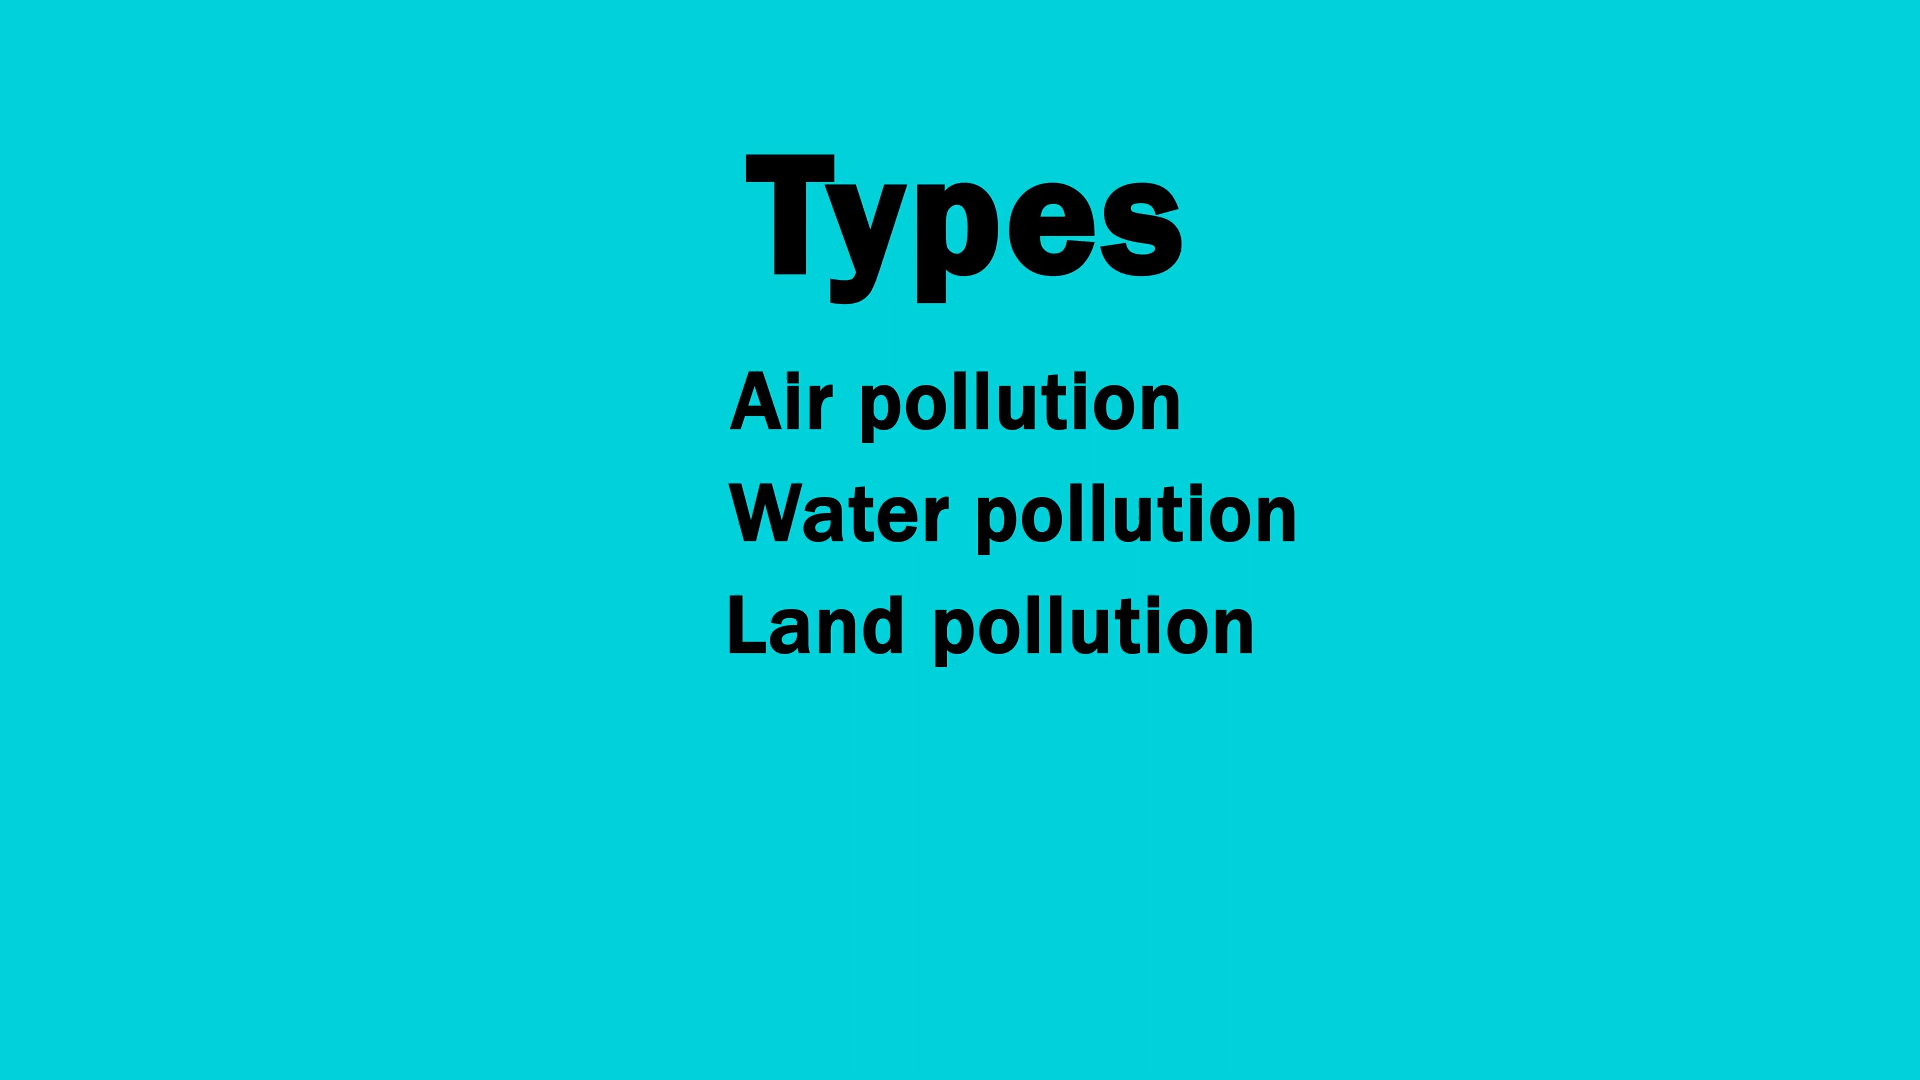 Types
Air pollution
Water pollution
Land pollution